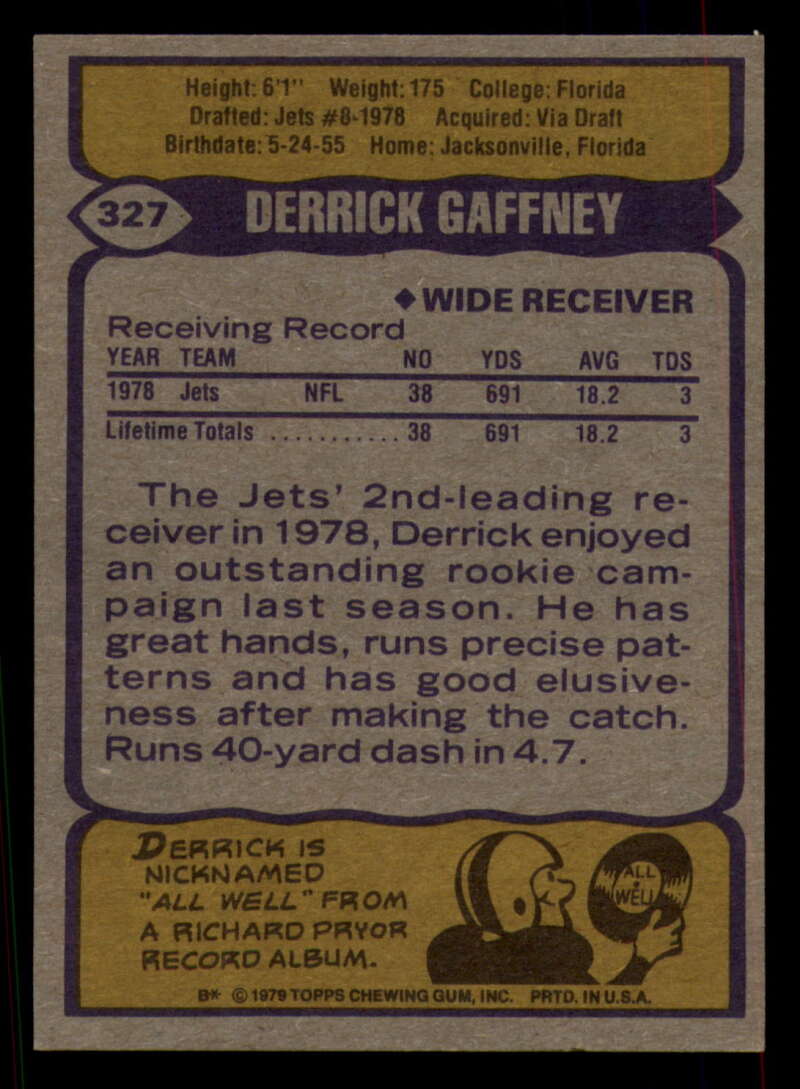 Height: 6'1" Weight: 175 College: Florida
Drafted: Jets #8-1978 Acquired: Via Draft
Birthdate: 5-24-55 Home: Jacksonville, Florida
327 DERRICK GAFFNEY
◆ WIDE RECEIVER
Receiving Record
YEAR TEAM NO YDS AVG TDS
1978 Jets NFL 38 691 18.2 3
Lifetime Totals ........... 38 691 18.2 3
The Jets' 2nd-leading re-
ceiver in 1978, Derrick enjoyed
an outstanding rookie cam-
paign last season. He has
great hands, runs precise pat-
terns and has good elusive-
ness after making the catch.
Runs 40-yard dash in 4.7.
DERRICK IS
NICKNAMED
"ALL WELL" FROM
A RICHARD PRYOR
RECORD ALBUM.
ALL
WELL
B* © 1979 TOPPS CHEWING GUM, INC. PRTD. IN U.S.A.